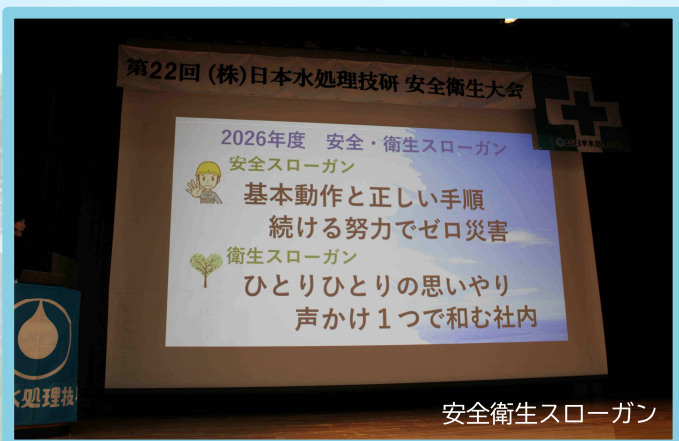 第22回 (株)日本水処理技研 安全衛生大会
2026年度 安全・衛生スローガン
安全スローガン
基本動作と正しい手順
続ける努力でゼロ災害
衛生スローガン
ひとりひとりの思いやり
声かけ1つで和む社内
水処理技
安全衛生スローガン